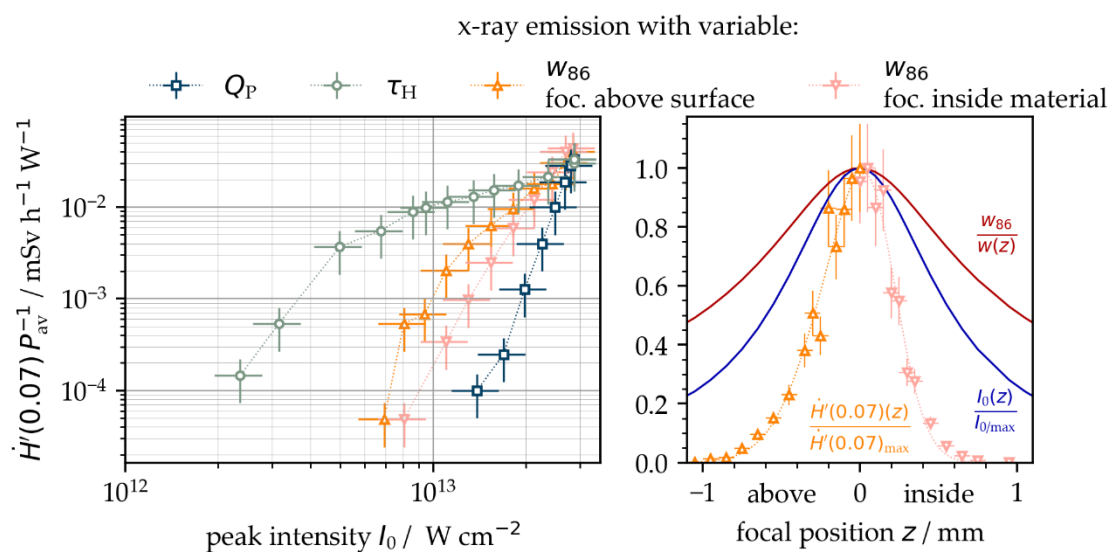 x-ray emission with variable:
Q_P τ_H w_86 w_86
foc. above surface foc. inside material
Ḣ'(0.07) P_av^−1 / mSv h^−1 W^−1
10^−2
10^−3
10^−4
10^12 10^13
peak intensity I_0 / W cm^−2
1.0
0.8
0.6
0.4
0.2
0.0
w_86
w(z)
I_0(z)
I_0/max
Ḣ'(0.07)(z)
Ḣ'(0.07)_max
−1 above 0 inside 1
focal position z / mm